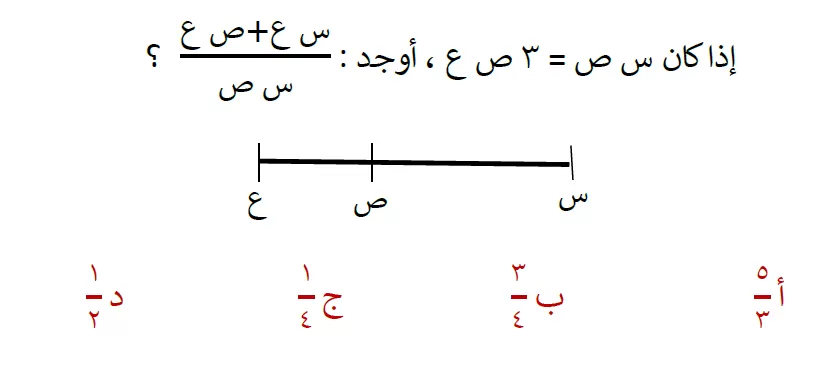 إذا كان س ص = ٣ ص ع ، أوجد : س ع+ص ع / س ص ؟
ع ص س
أ ٥/٣ ب ٣/٤ ج ١/٤ د ١/٢